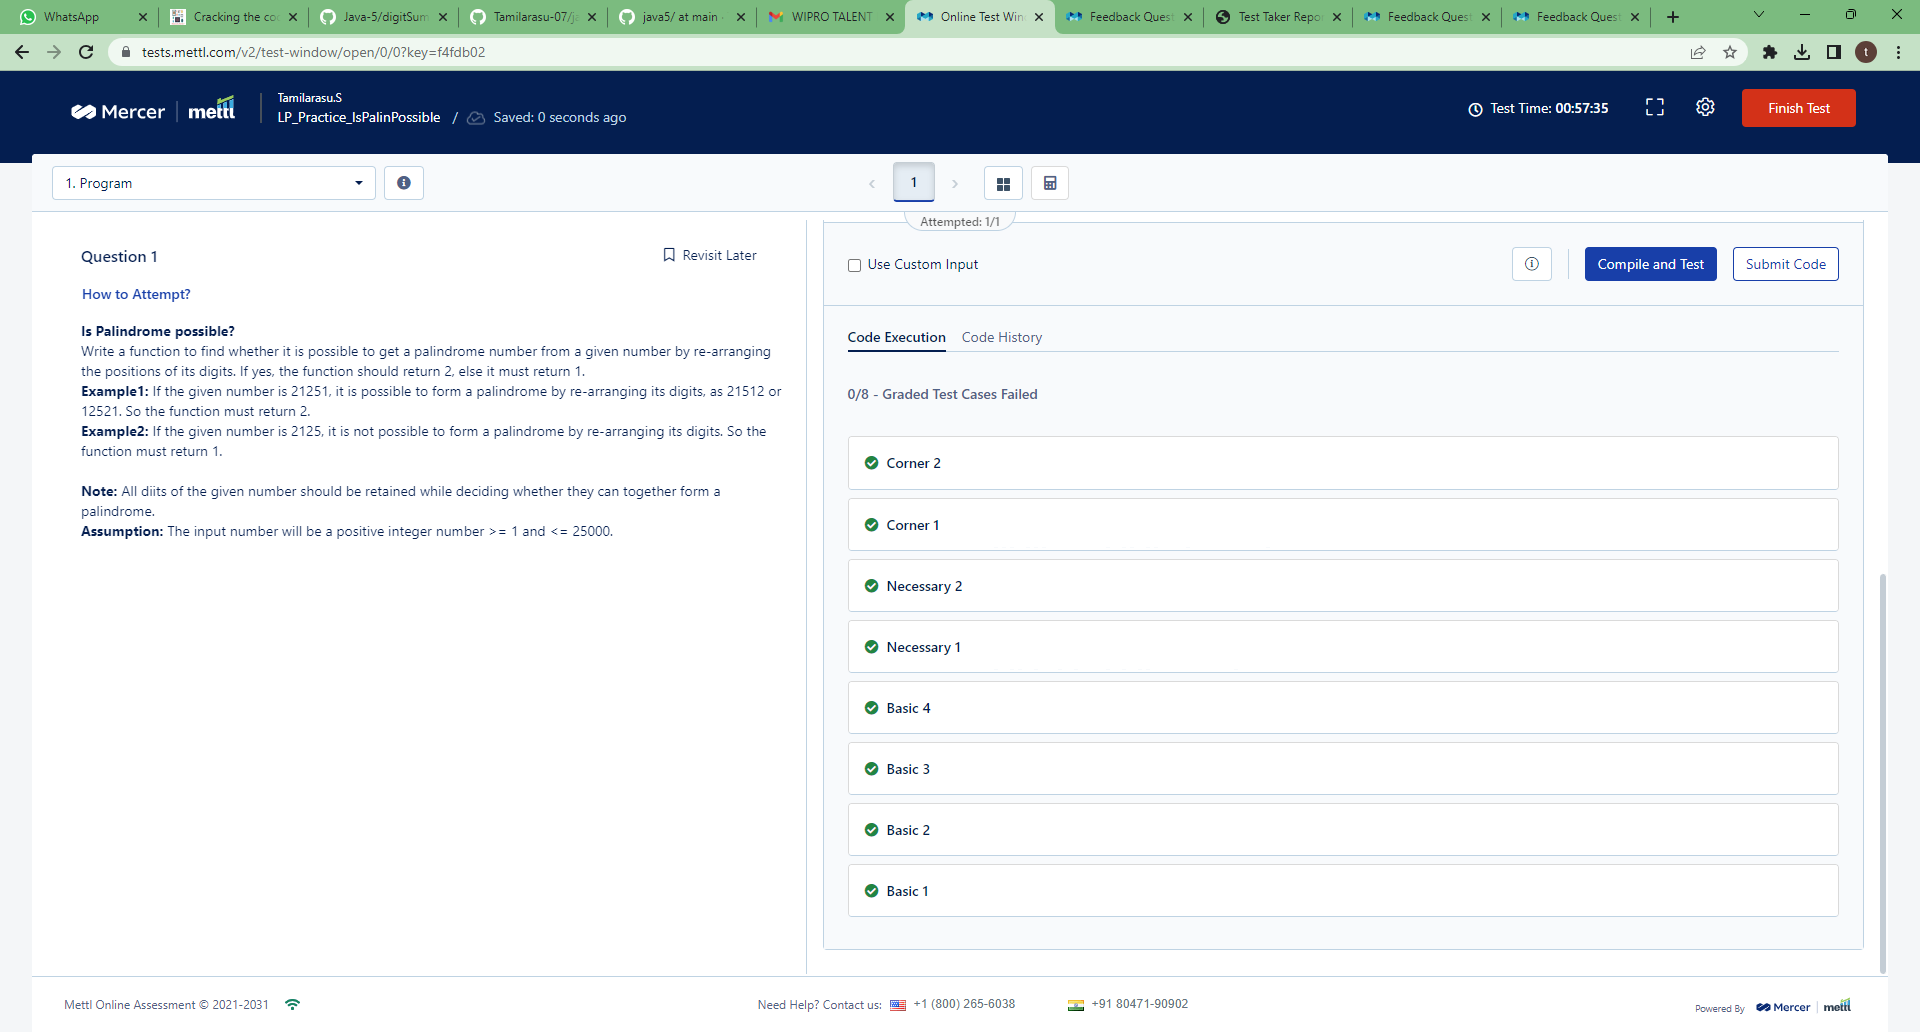 WhatsApp
Cracking the co
Java-5/digitSum
Tamilarasu-07/ja
java5/ at main
WIPRO TALENT
Online Test Win
Feedback Quest
Test Taker Repo
Feedback Quest
Feedback Quest
tests.mettl.com/v2/test-window/open/0/0?key=f4fdb02
t
Mercer | mettl
Tamilarasu.S
LP_Practice_IsPalinPossible / Saved: 0 seconds ago
Test Time: 00:57:35
Finish Test
1. Program
1
Attempted: 1/1
Question 1
Revisit Later
How to Attempt?
Is Palindrome possible?
Write a function to find whether it is possible to get a palindrome number from a given number by re-arranging
the positions of its digits. If yes, the function should return 2, else it must return 1.
Example1: If the given number is 21251, it is possible to form a palindrome by re-arranging its digits, as 21512 or
12521. So the function must return 2.
Example2: If the given number is 2125, it is not possible to form a palindrome by re-arranging its digits. So the
function must return 1.
Note: All diits of the given number should be retained while deciding whether they can together form a
palindrome.
Assumption: The input number will be a positive integer number >= 1 and <= 25000.
Use Custom Input
Compile and Test
Submit Code
Code Execution
Code History
0/8 - Graded Test Cases Failed
Corner 2
Corner 1
Necessary 2
Necessary 1
Basic 4
Basic 3
Basic 2
Basic 1
Mettl Online Assessment © 2021-2031
Need Help? Contact us: +1 (800) 265-6038
+91 80471-90902
Powered By Mercer | mettl